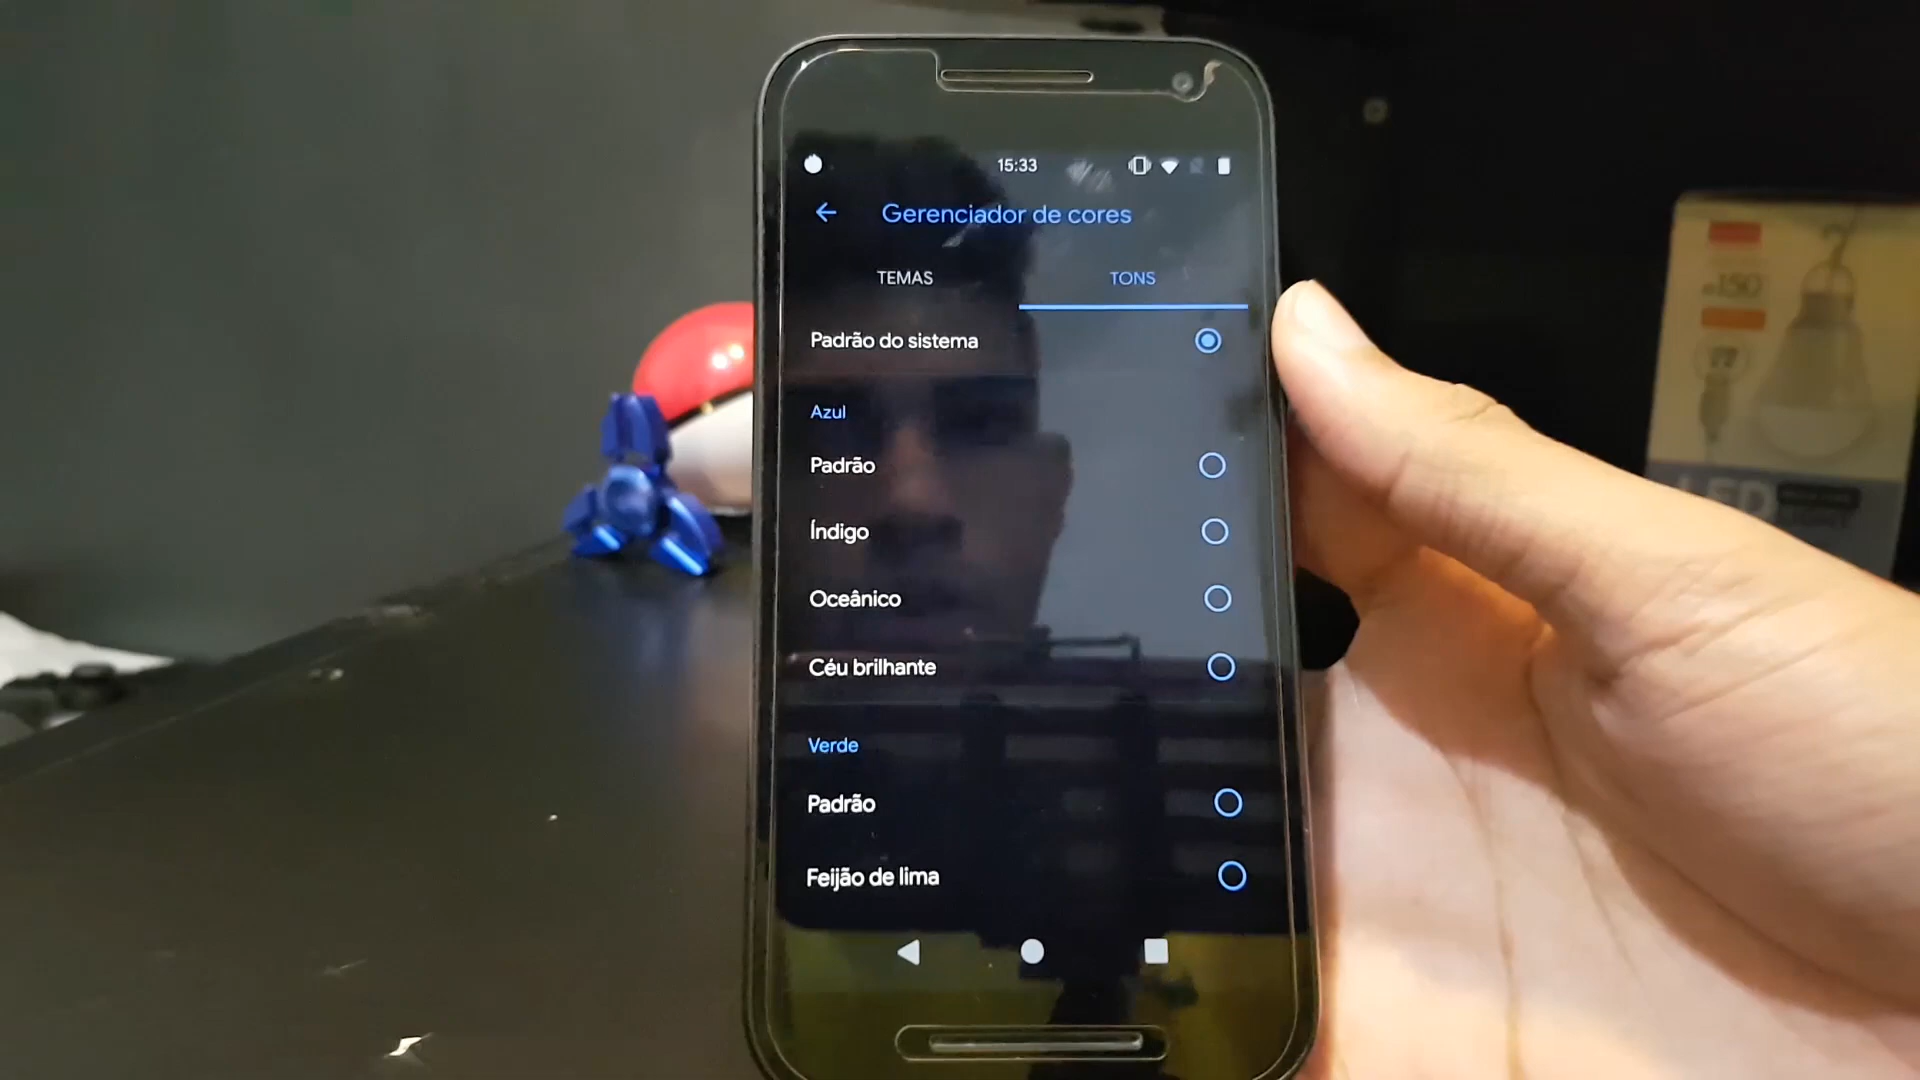 15:33
Gerenciador de cores
TEMAS
TONS
Padrão do sistema
Azul
Padrão
Índigo
Oceânico
Céu brilhante
Verde
Padrão
Feijão de lima
LED